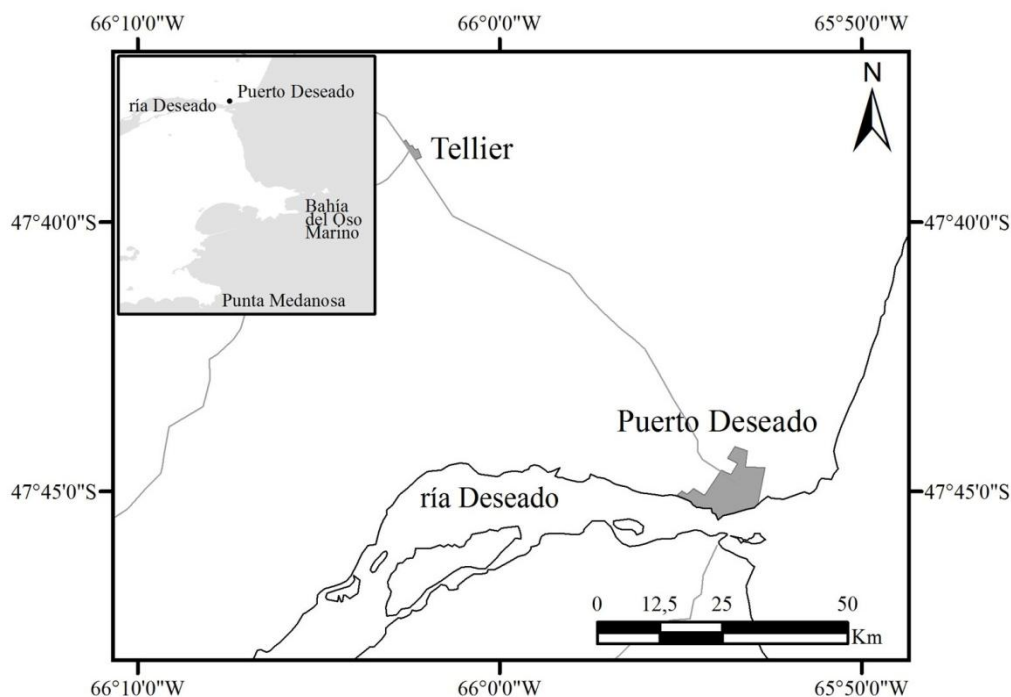 66°10'0"W 66°0'0"W 65°50'0"W
N
Puerto Deseado
ría Deseado
Tellier
Bahía
del Oso
Marino
47°40'0"S 47°40'0"S
Punta Medanosa
Puerto Deseado
47°45'0"S 47°45'0"S
ría Deseado
0 12,5 25 50
Km
66°10'0"W 66°0'0"W 65°50'0"W